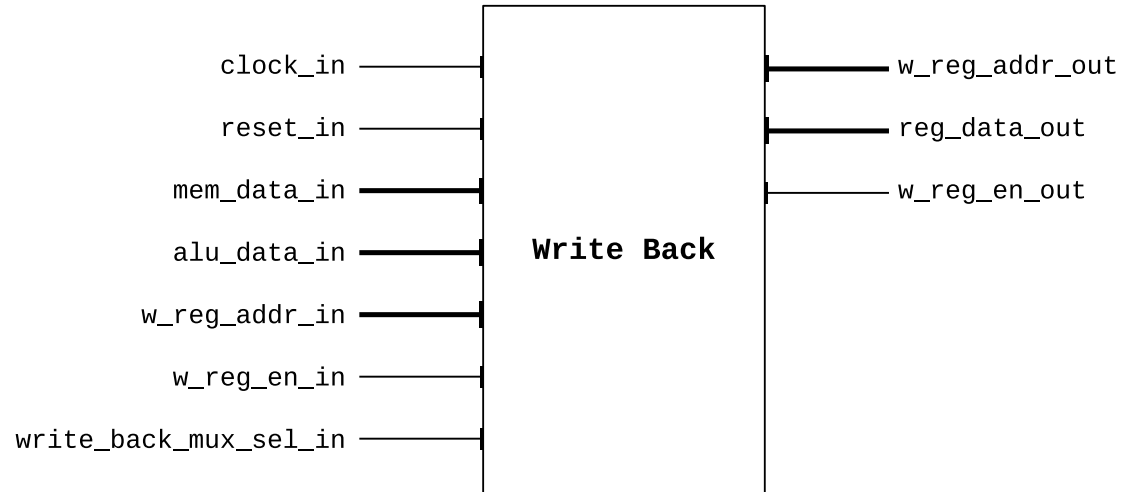 clock_in
reset_in
mem_data_in
alu_data_in
w_reg_addr_in
w_reg_en_in
write_back_mux_sel_in
Write Back
w_reg_addr_out
reg_data_out
w_reg_en_out